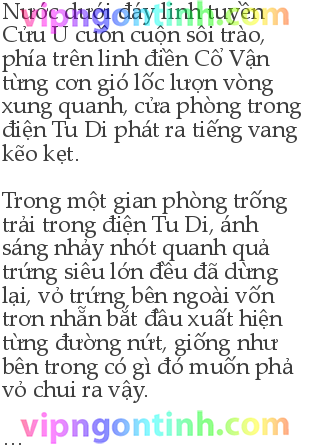 Nước dưới đáy linh tuyền
Cửu U cuồn cuộn sôi trào,
phía trên linh điền Cổ Vận
từng cơn gió lốc lượn vòng
xung quanh, cửa phòng trong
điện Tu Di phát ra tiếng vang
kẽo kẹt.
Trong một gian phòng trống
trải trong điện Tu Di, ánh
sáng nhảy nhót quanh quả
trứng siêu lớn đều đã dừng
lại, vỏ trứng bên ngoài vốn
trơn nhẵn bắt đầu xuất hiện
từng đường nứt, giống như
bên trong có gì đó muốn phả
vỏ chui ra vậy.
vipngontinh.com
...